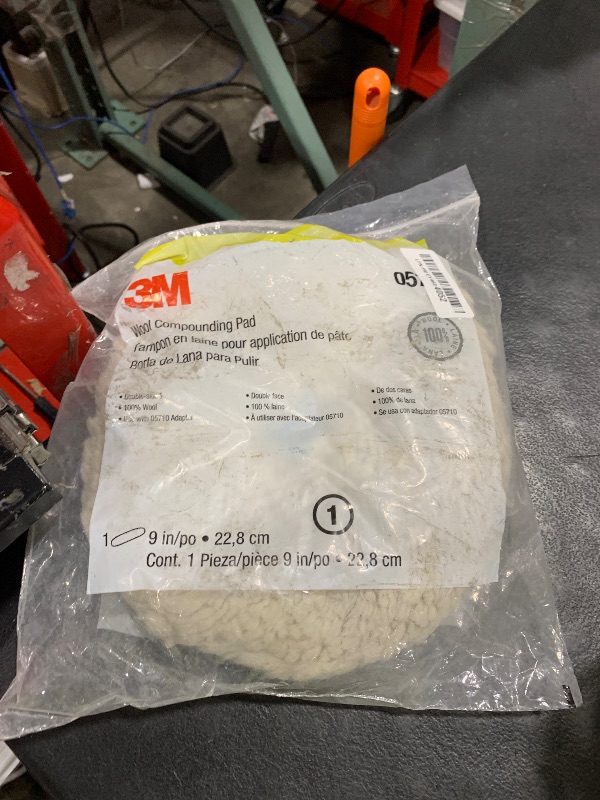 3M
Wool Compounding Pad
Tampon en laine pour application de pâte
Borla de Lana para Pulir
• Double-
• 100% Wool
• with 05710
• Double face
• 100 % laine
• À utiliser avec l'adaptateur 05710
• De dos caras
• 100% de lana
• Se usa con adaptador 05710
100%
LANA
1
1 9 in/po • 22,8 cm
Cont. 1 Pieza/pièce 9 in/po • 22,8 cm